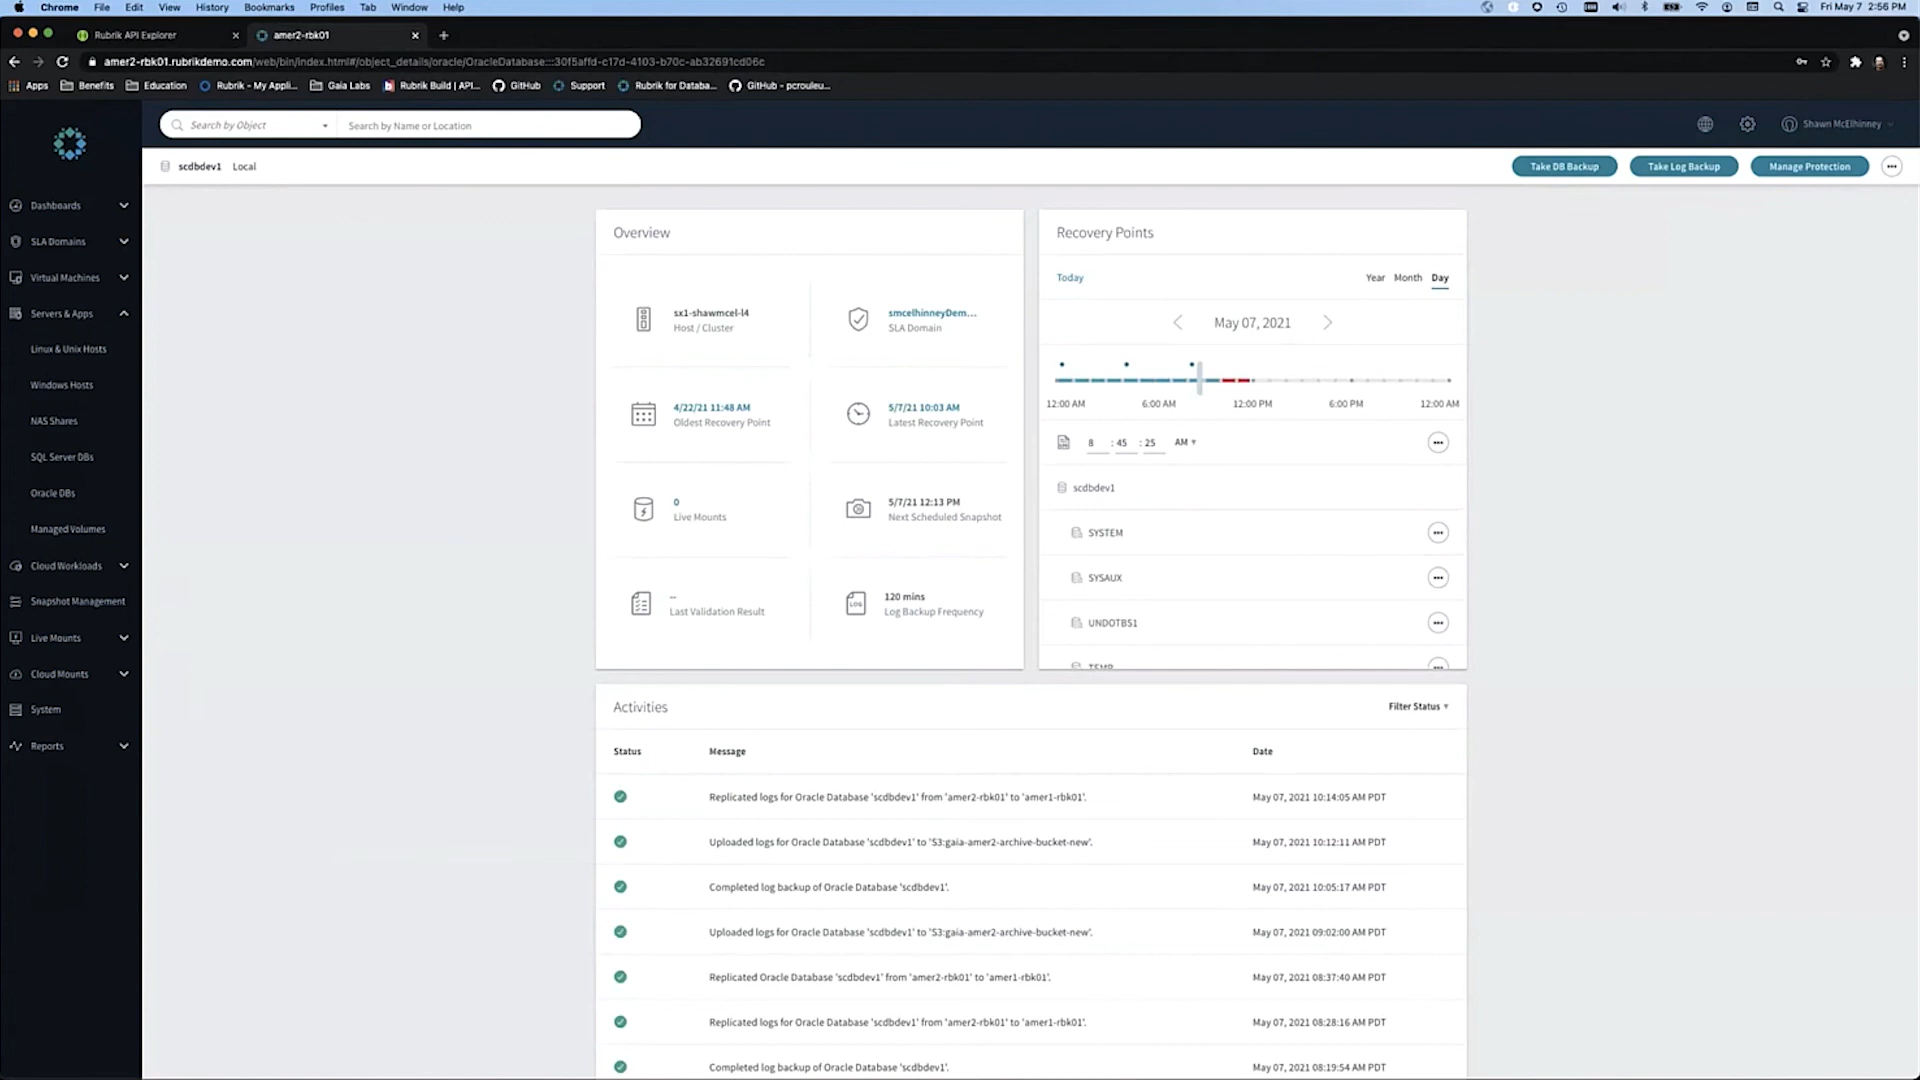 Chrome File Edit View History Bookmarks Profiles Tab Window Help
Fri May 7 2:56 PM
Rubrik API Explorer
amer2-rbk01
amer2-rbk01.rubrikdemo.com/web/bin/index.html#/object_details/oracle/OracleDatabase:::30f5affd-c17d-4103-b70c-ab32691cd06c
Apps Benefits Education Rubrik - My Appli... Gaia Labs Rubrik Build | API... GitHub Support Rubrik for Databa... GitHub - pcrouleu...
Search by Object
Search by Name or Location
Shawn McElhinney
scdbdev1 Local
Take DB Backup
Take Log Backup
Manage Protection
Dashboards
SLA Domains
Virtual Machines
Servers & Apps
Linux & Unix Hosts
Windows Hosts
NAS Shares
SQL Server DBs
Oracle DBs
Managed Volumes
Cloud Workloads
Snapshot Management
Live Mounts
Cloud Mounts
System
Reports
Overview
sx1-shawmcel-l4
Host / Cluster
smcelhinneyDem...
SLA Domain
4/22/21 11:48 AM
Oldest Recovery Point
5/7/21 10:03 AM
Latest Recovery Point
0
Live Mounts
5/7/21 12:13 PM
Next Scheduled Snapshot
--
Last Validation Result
LOG
120 mins
Log Backup Frequency
Recovery Points
Today
Year Month Day
May 07, 2021
12:00 AM 6:00 AM 12:00 PM 6:00 PM 12:00 AM
8 : 45 : 25 AM
scdbdev1
SYSTEM
SYSAUX
UNDOTBS1
TEMP
Activities
Filter Status
Status Message Date
Replicated logs for Oracle Database 'scdbdev1' from 'amer2-rbk01' to 'amer1-rbk01'. May 07, 2021 10:14:05 AM PDT
Uploaded logs for Oracle Database 'scdbdev1' to 'S3:gaia-amer2-archive-bucket-new'. May 07, 2021 10:12:11 AM PDT
Completed log backup of Oracle Database 'scdbdev1'. May 07, 2021 10:05:17 AM PDT
Uploaded logs for Oracle Database 'scdbdev1' to 'S3:gaia-amer2-archive-bucket-new'. May 07, 2021 09:02:00 AM PDT
Replicated Oracle Database 'scdbdev1' from 'amer2-rbk01' to 'amer1-rbk01'. May 07, 2021 08:37:40 AM PDT
Replicated logs for Oracle Database 'scdbdev1' from 'amer2-rbk01' to 'amer1-rbk01'. May 07, 2021 08:28:16 AM PDT
Completed log backup of Oracle Database 'scdbdev1'. May 07, 2021 08:19:54 AM PDT